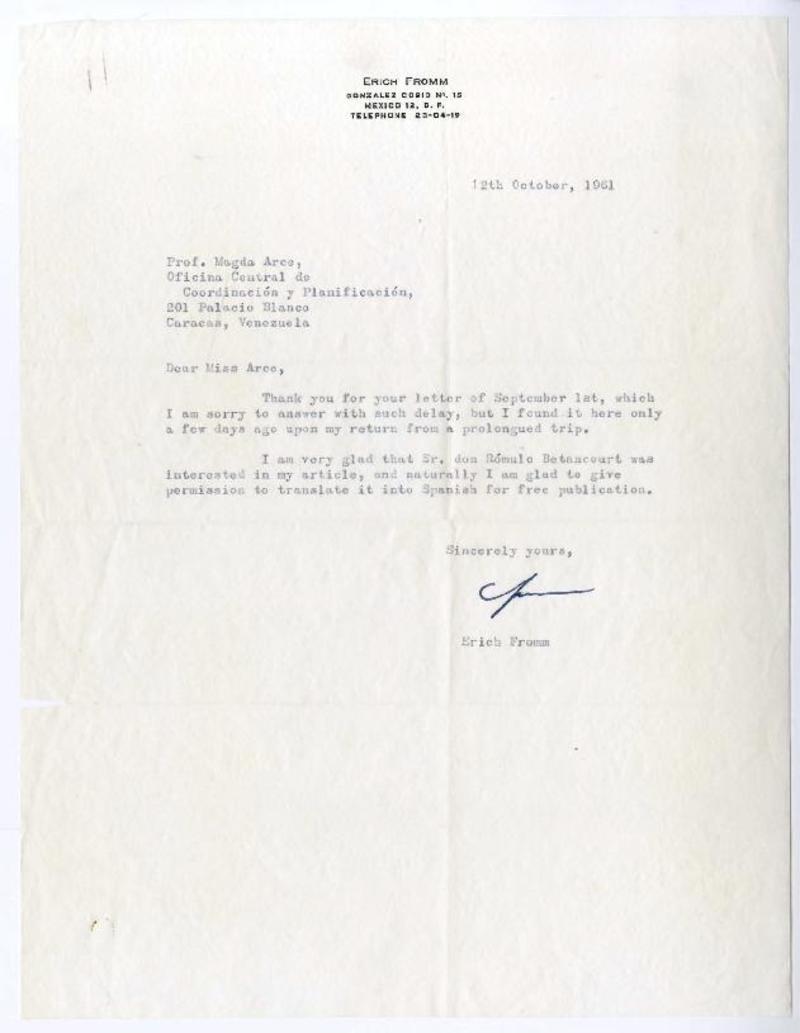 ERICH FROMM
GONZALEZ COSIO Nº. 15
MEXICO 12, D. F.
TELEPHONE 23-04-19
12th October, 1961
Prof. Magda Arce,
Oficina Central de
Coordinación y Planificación,
201 Palacio Blanco
Caracas, Venezuela
Dear Miss Arce,
Thank you for your letter of September 1st, which
I am sorry to answer with such delay, but I found it here only
a few days ago upon my return from a prolongued trip.
I am very glad that Sr. don Rómulo Betancourt was
interested in my article, and naturally I am glad to give
permission to translate it into Spanish for free publication.
Sincerely yours,
Erich Fromm